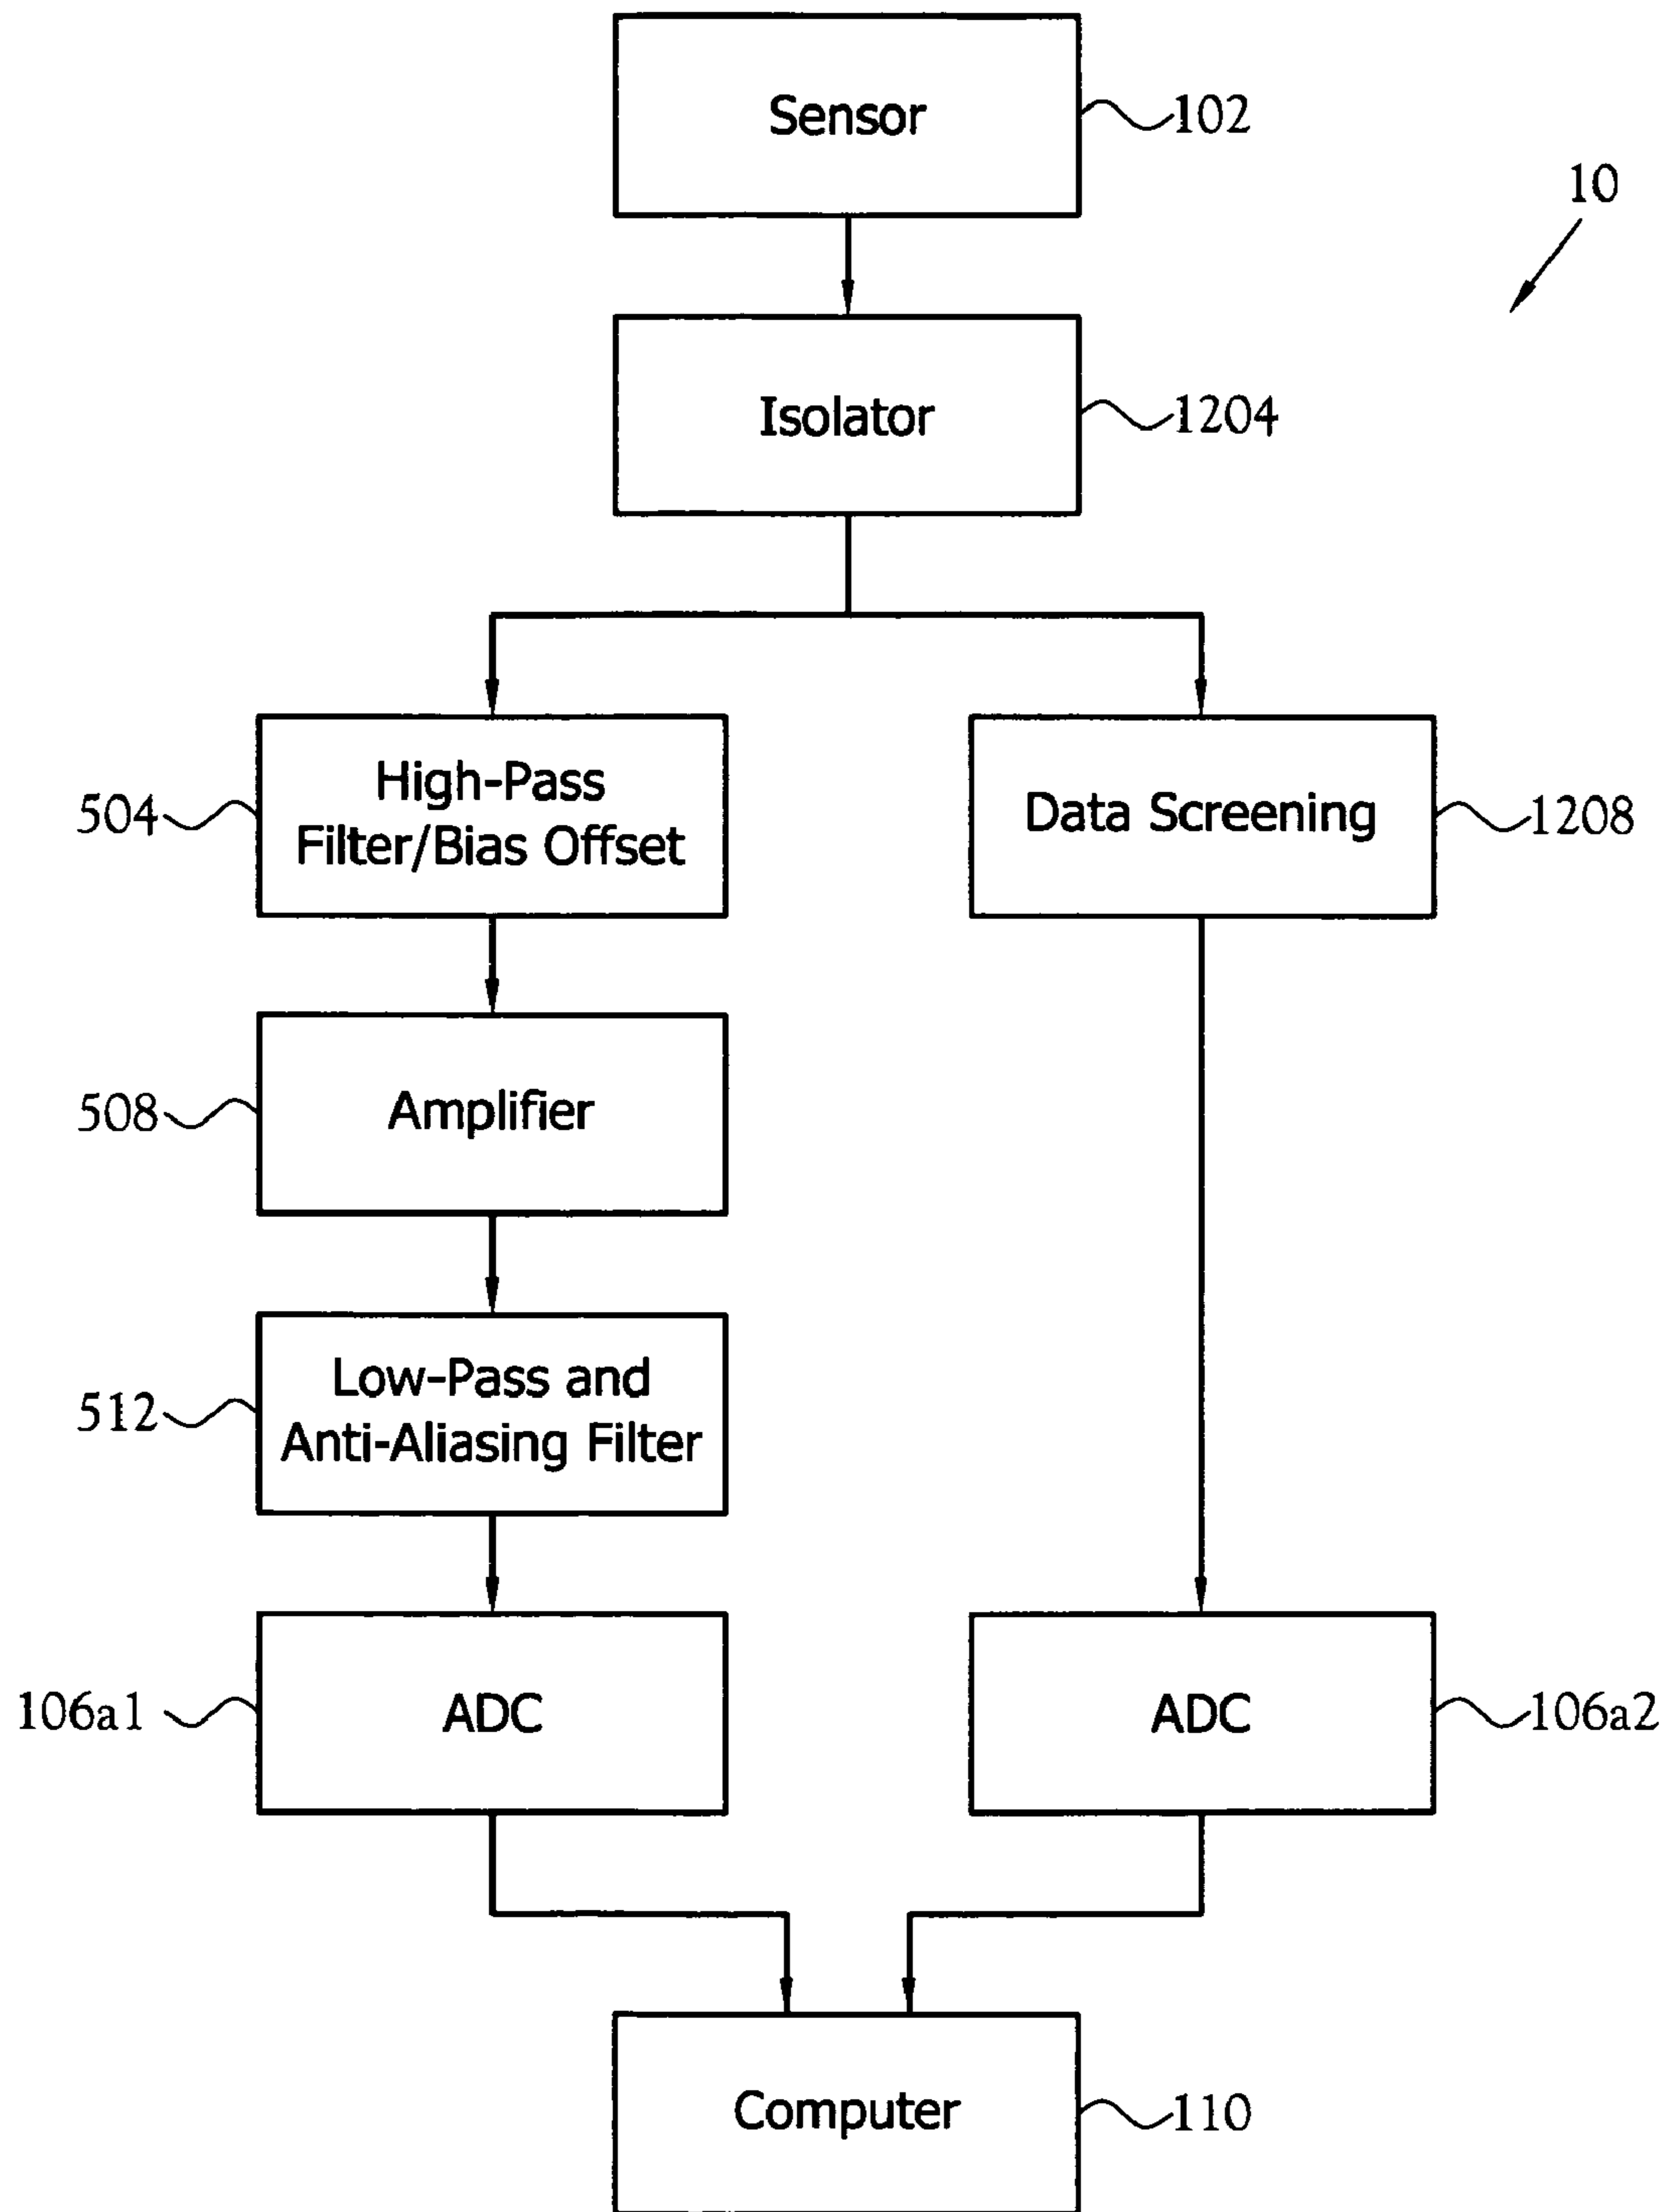 Sensor
102
10
Isolator
1204
High-Pass
Filter/Bias Offset
504
Data Screening
1208
Amplifier
508
Low-Pass and
Anti-Aliasing Filter
512
106a1
ADC
ADC
106a2
Computer
110